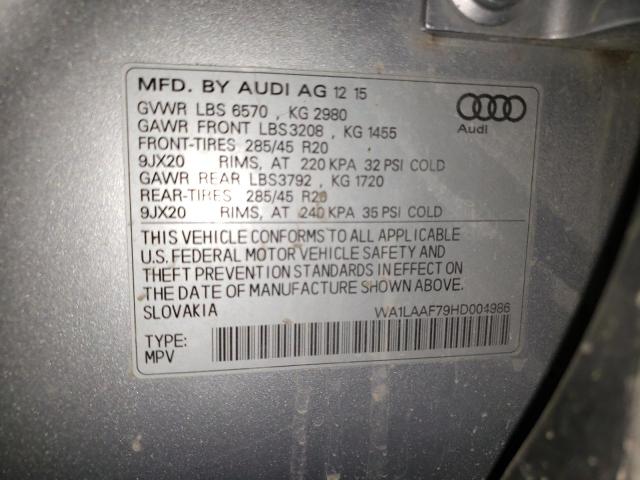 MFD. BY AUDI AG 12 15
GVWR LBS 6570 , KG 2980
GAWR FRONT LBS3208 , KG 1455
FRONT-TIRES 285/45 R20
9JX20 RIMS, AT 220 KPA 32 PSI COLD
GAWR REAR LBS3792 , KG 1720
REAR-TIRES 285/45 R20
9JX20 RIMS, AT 240 KPA 35 PSI COLD
Audi
THIS VEHICLE CONFORMS TO ALL APPLICABLE
U.S. FEDERAL MOTOR VEHICLE SAFETY AND
THEFT PREVENTION STANDARDS IN EFFECT ON
THE DATE OF MANUFACTURE SHOWN ABOVE.
SLOVAKIA WA1LAAF79HD004986
TYPE:
MPV